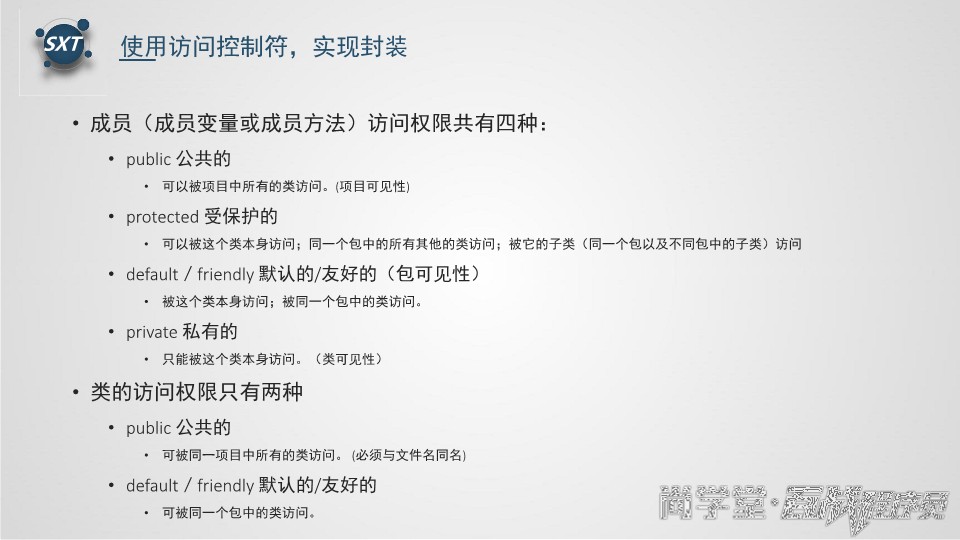 SXT
使用访问控制符，实现封装
• 成员（成员变量或成员方法）访问权限共有四种：
• public 公共的
• 可以被项目中所有的类访问。(项目可见性)
• protected 受保护的
• 可以被这个类本身访问；同一个包中的所有其他的类访问；被它的子类（同一个包以及不同包中的子类）访问
• default / friendly 默认的/友好的（包可见性）
• 被这个类本身访问；被同一个包中的类访问。
• private 私有的
• 只能被这个类本身访问。（类可见性）
• 类的访问权限只有两种
• public 公共的
• 可被同一项目中所有的类访问。 (必须与文件名同名)
• default / friendly 默认的/友好的
• 可被同一个包中的类访问。
尚学堂·